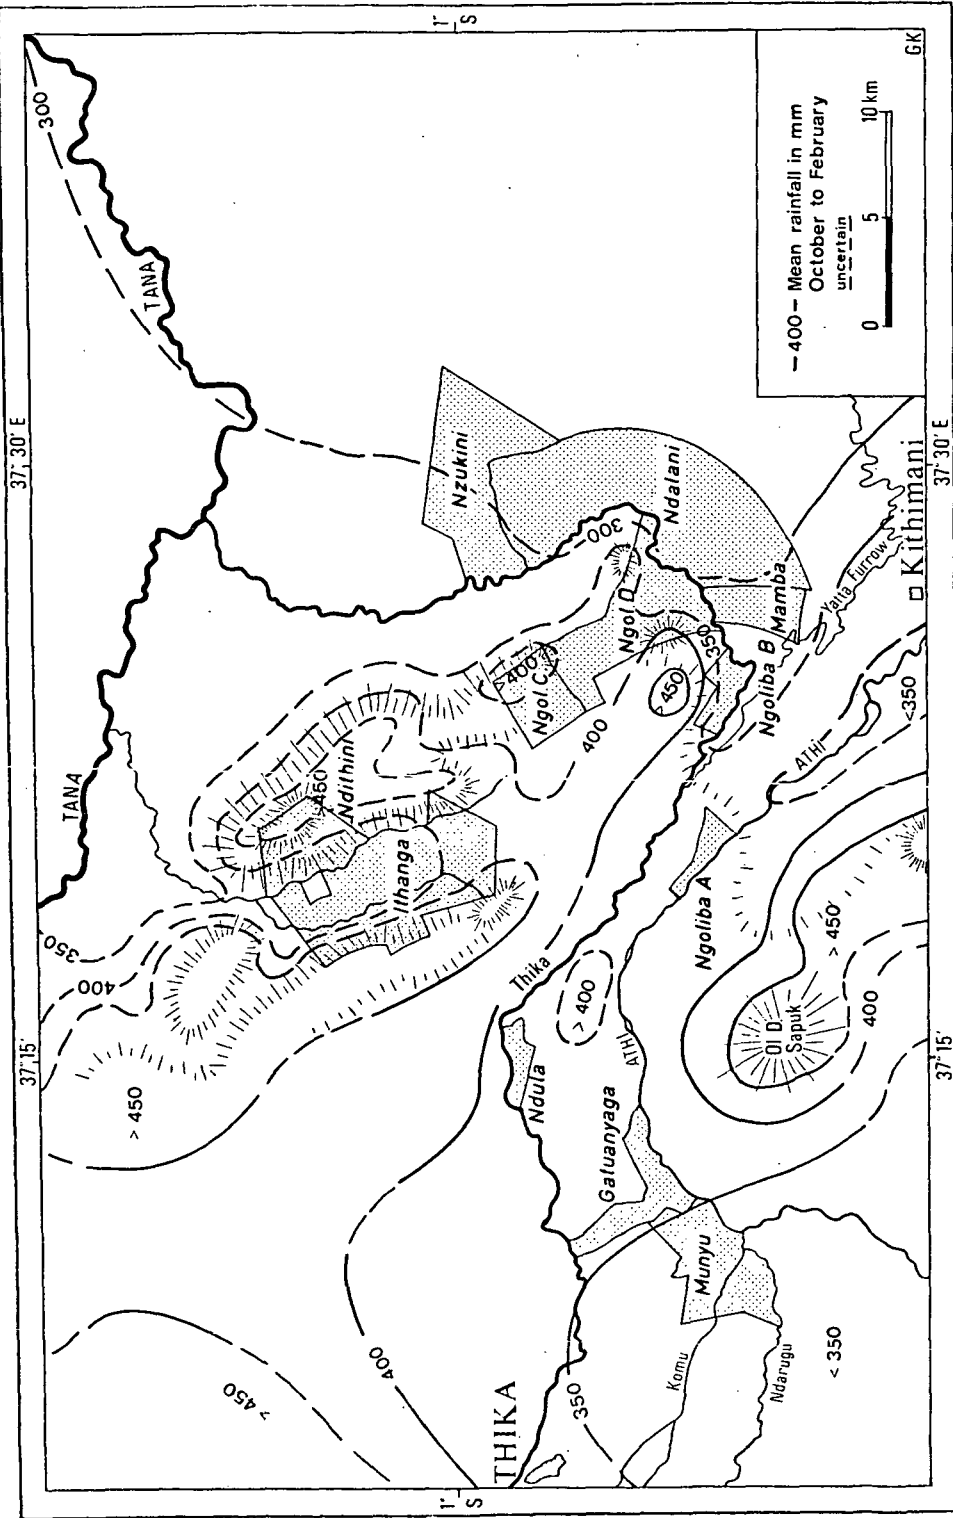 37° 15'
37° 30' E
TANA
TANA
300
350
400
> 450
>450
Ndithini
Ithanga
> 450
400
1°
S
1°
S
Nzukini
>400
Ngol C
Ngol D
300
Ndalani
400
>450
350
Mamba
Ngoliba B
Yatta Furrow
Thika
> 400
Ndula
ATHI
Galuanyaga
Ngoliba A
ATHI
<350
> 450
Ol D.
Sapuk
400
Munyu
THIKA
350
Komu
Ndarugu
< 350
Kithimani
– 400 – Mean rainfall in mm
October to February
uncertain
0 5 10 km
GK
37° 15'
37° 30' E